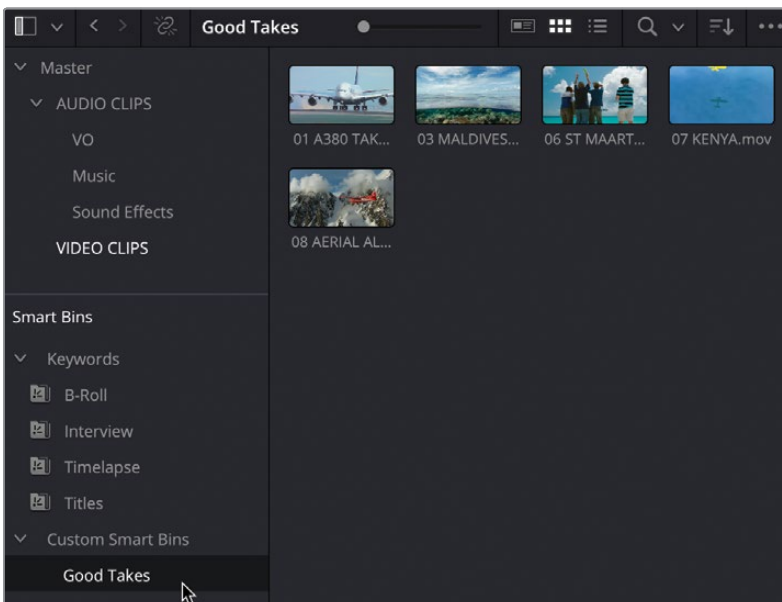 Good Takes
Master
AUDIO CLIPS
VO
Music
Sound Effects
VIDEO CLIPS
Smart Bins
Keywords
B-Roll
Interview
Timelapse
Titles
Custom Smart Bins
Good Takes
01 A380 TAK...
03 MALDIVES...
06 ST MAART...
07 KENYA.mov
08 AERIAL AL...